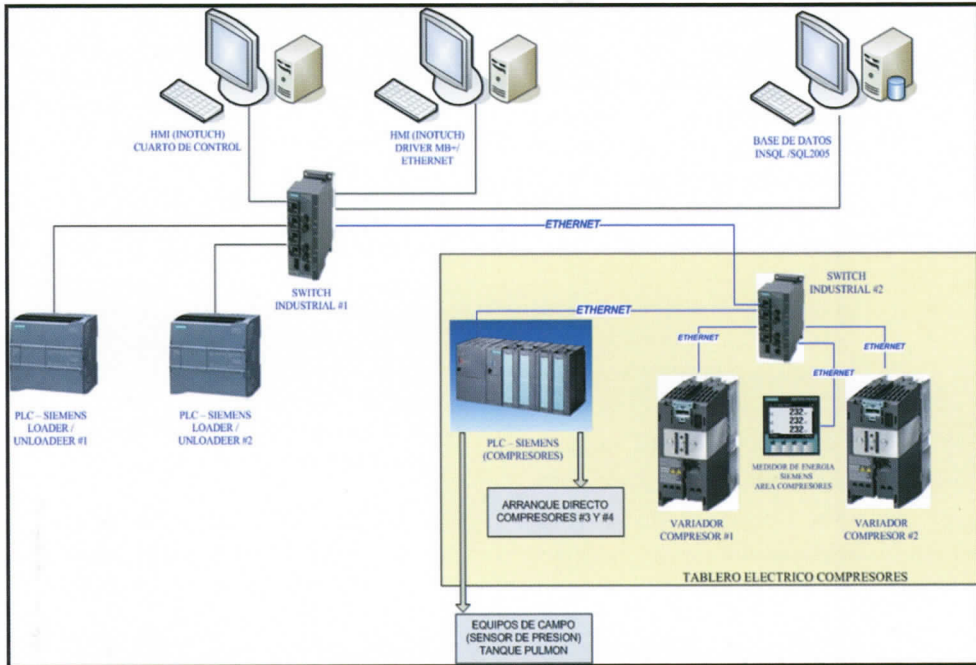 HMI (INOTUCH)
CUARTO DE CONTROL
HMI (INOTUCH)
DRIVER MB+/
ETHERNET
BASE DE DATOS
INSQL /SQL2005
ETHERNET
SWITCH
INDUSTRIAL #1
SWITCH
INDUSTRIAL #2
ETHERNET
ETHERNET
ETHERNET
ETHERNET
PLC – SIEMENS
LOADER /
UNLOADEER #1
PLC – SIEMENS
LOADER /
UNLOADEER #2
PLC – SIEMENS
(COMPRESORES)
232
232
232
MEDIDOR DE ENERGIA
SIEMENS
AREA COMPRESORES
ARRANQUE DIRECTO
COMPRESORES #3 Y #4
VARIADOR
COMPRESOR #1
VARIADOR
COMPRESOR #2
TABLERO ELECTRICO COMPRESORES
EQUIPOS DE CAMPO
(SENSOR DE PRESION)
TANQUE PULMON